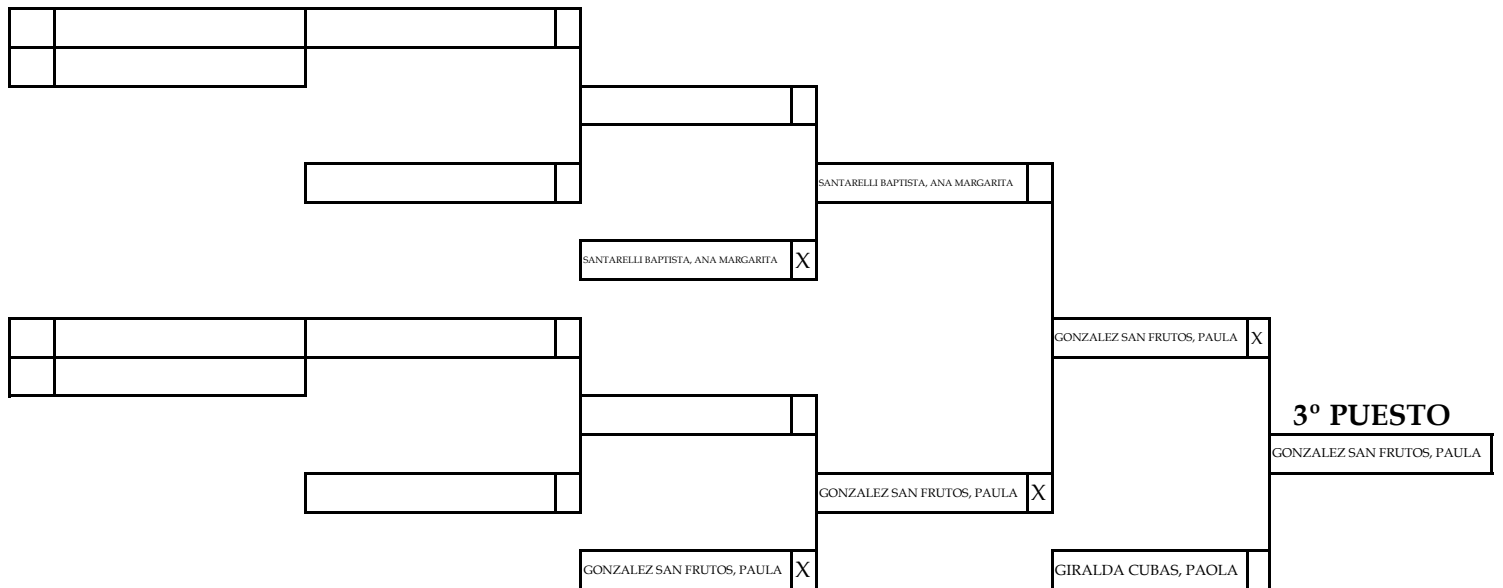 SANTARELLI BAPTISTA, ANA MARGARITA
SANTARELLI BAPTISTA, ANA MARGARITA X
GONZALEZ SAN FRUTOS, PAULA X
3º PUESTO
GONZALEZ SAN FRUTOS, PAULA
GONZALEZ SAN FRUTOS, PAULA X
GONZALEZ SAN FRUTOS, PAULA X
GIRALDA CUBAS, PAOLA